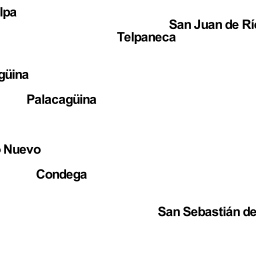 lpa
San Juan de Río
Telpaneca
güina
Palacagüina
Nuevo
Condega
San Sebastián de